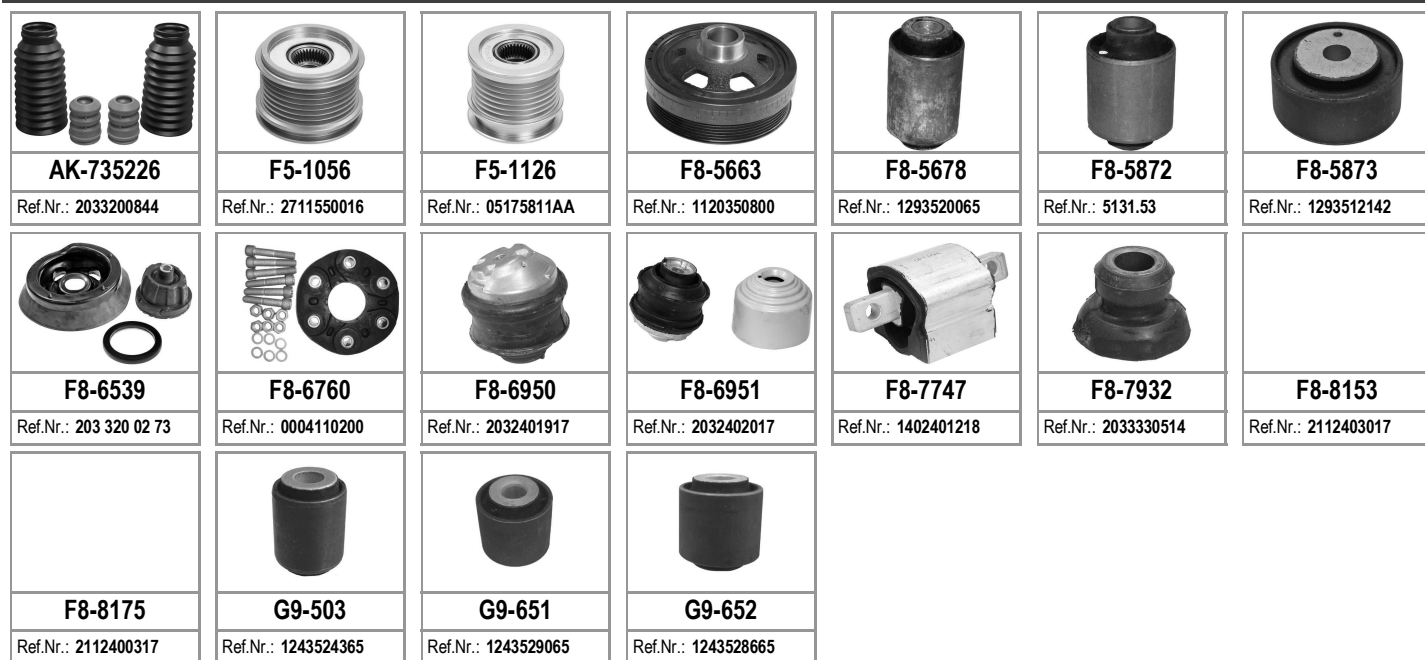 AK-735226
Ref.Nr.: 2033200844
F5-1056
Ref.Nr.: 2711550016
F5-1126
Ref.Nr.: 05175811AA
F8-5663
Ref.Nr.: 1120350800
F8-5678
Ref.Nr.: 1293520065
F8-5872
Ref.Nr.: 5131.53
F8-5873
Ref.Nr.: 1293512142
F8-6539
Ref.Nr.: 203 320 02 73
F8-6760
Ref.Nr.: 0004110200
F8-6950
Ref.Nr.: 2032401917
F8-6951
Ref.Nr.: 2032402017
F8-7747
Ref.Nr.: 1402401218
F8-7932
Ref.Nr.: 2033330514
F8-8153
Ref.Nr.: 2112403017
F8-8175
Ref.Nr.: 2112400317
G9-503
Ref.Nr.: 1243524365
G9-651
Ref.Nr.: 1243529065
G9-652
Ref.Nr.: 1243528665